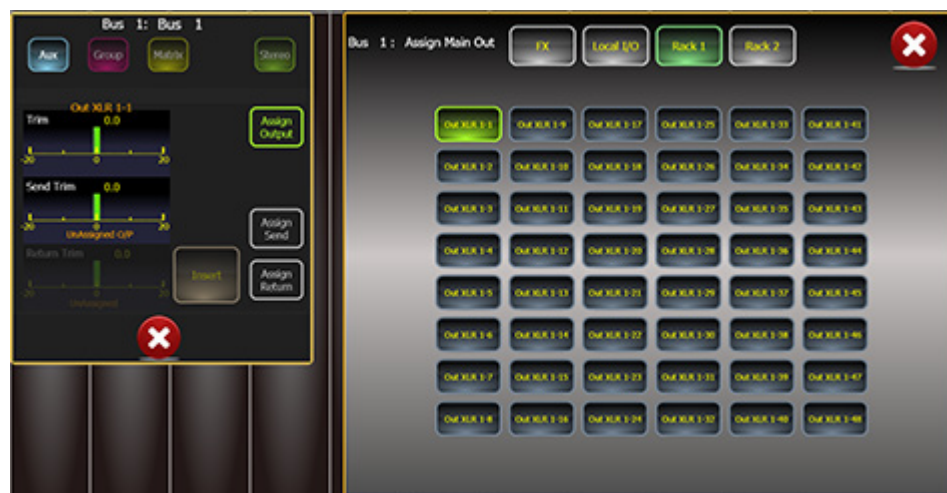 Bus 1: Bus 1
Aux Group Matrix Stereo
Out XLR 1-1
Trim 0.0
-20 0 20
Assign Output
Send Trim 0.0
-20 0 20
UnAssigned O/P
Assign Send
Return Trim 0.0
-20 0 20
UnAssigned
Insert
Assign Return
Bus 1: Assign Main Out
FX Local I/O Rack 1 Rack 2
Out XLR 1-1 Out XLR 1-9 Out XLR 1-17 Out XLR 1-25 Out XLR 1-33 Out XLR 1-41
Out XLR 1-2 Out XLR 1-10 Out XLR 1-18 Out XLR 1-26 Out XLR 1-34 Out XLR 1-42
Out XLR 1-3 Out XLR 1-11 Out XLR 1-19 Out XLR 1-27 Out XLR 1-35 Out XLR 1-43
Out XLR 1-4 Out XLR 1-12 Out XLR 1-20 Out XLR 1-28 Out XLR 1-36 Out XLR 1-44
Out XLR 1-5 Out XLR 1-13 Out XLR 1-21 Out XLR 1-29 Out XLR 1-37 Out XLR 1-45
Out XLR 1-6 Out XLR 1-14 Out XLR 1-22 Out XLR 1-30 Out XLR 1-38 Out XLR 1-46
Out XLR 1-7 Out XLR 1-15 Out XLR 1-23 Out XLR 1-31 Out XLR 1-39 Out XLR 1-47
Out XLR 1-8 Out XLR 1-16 Out XLR 1-24 Out XLR 1-32 Out XLR 1-40 Out XLR 1-48